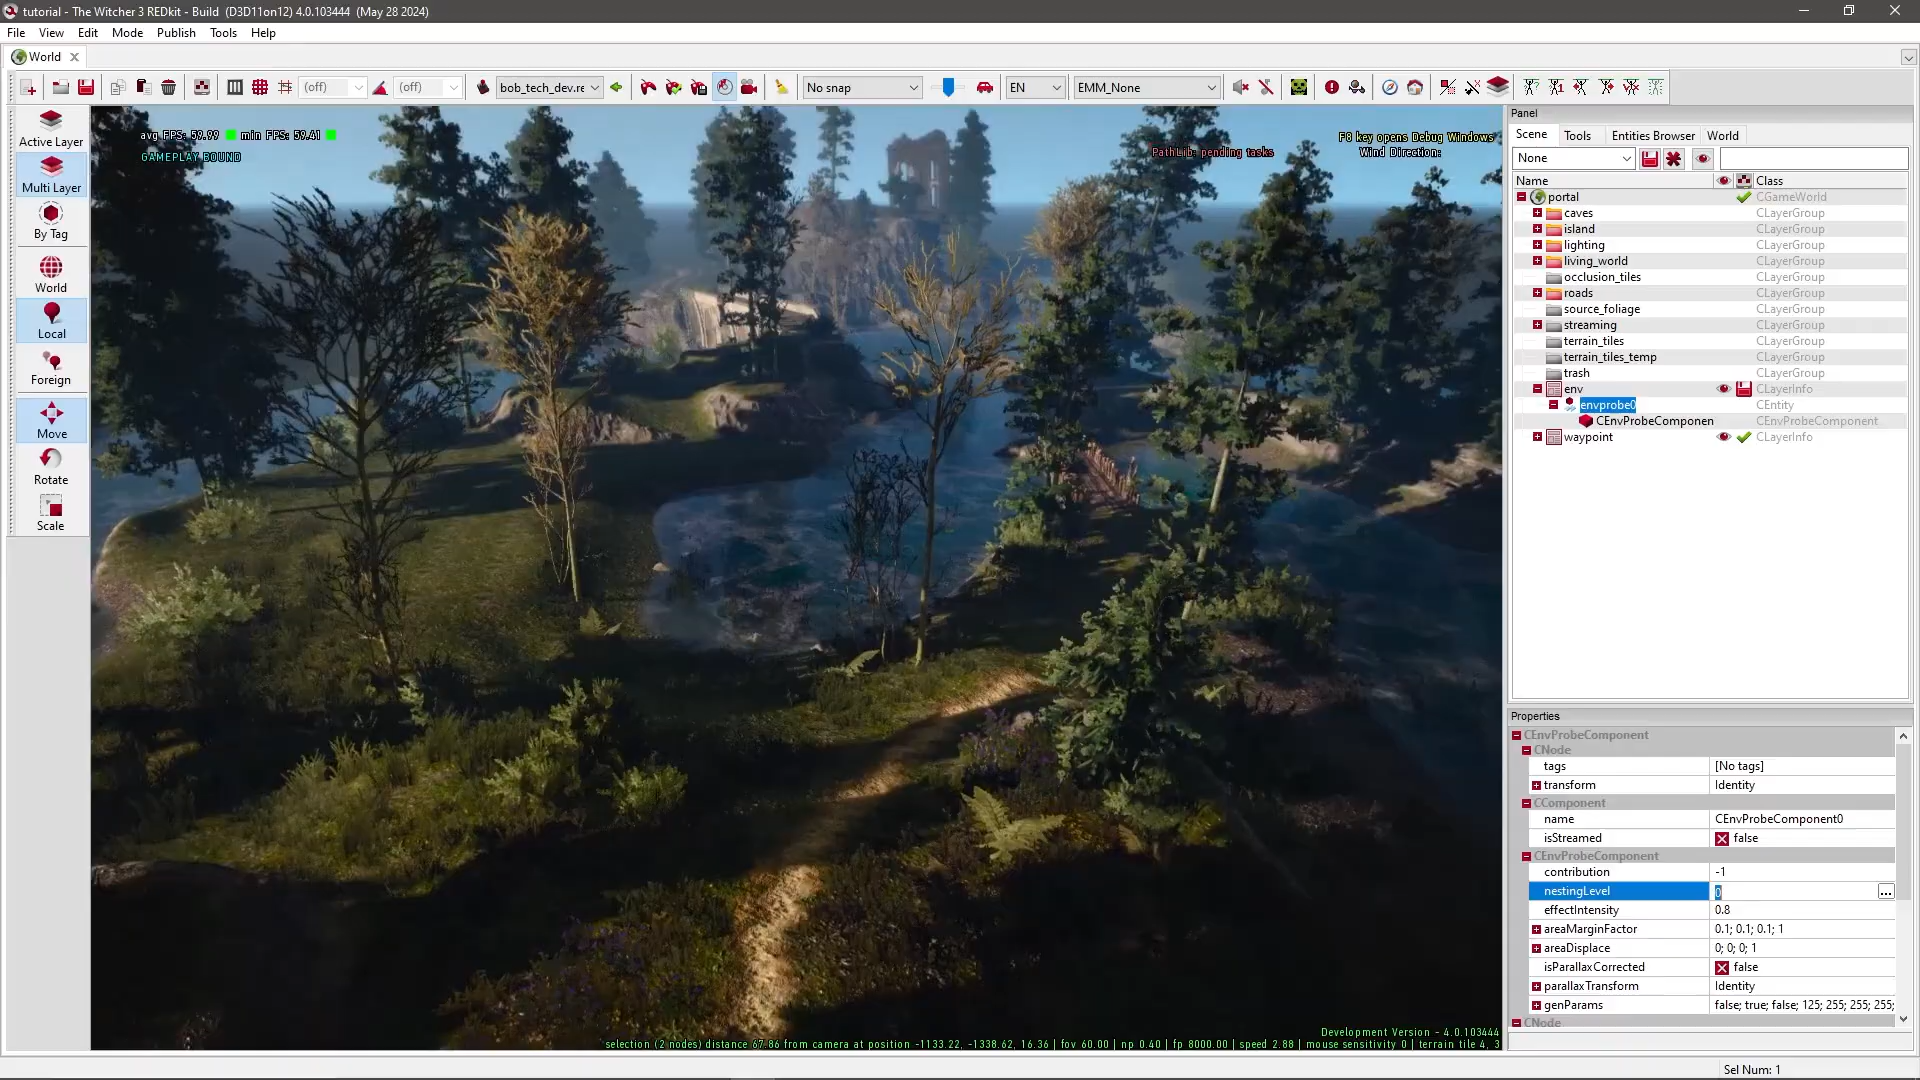 tutorial - The Witcher 3 REDkit - Build  (D3D11on12) 4.0.103444  (May 28 2024)
File View Edit Mode Publish Tools Help
World
(off) (off) bob_tech_dev.re No snap EN EMM_None
Active Layer
Multi Layer
By Tag
World
Local
Foreign
Move
Rotate
Scale
avg FPS: 59.99 min FPS: 59.41
GAMEPLAY BOUND
F8 key opens Debug Windows
PathLib: pending tasks Wind Direction:
Panel
Scene Tools Entities Browser World
None
Name Class
portal CGameWorld
caves CLayerGroup
island CLayerGroup
lighting CLayerGroup
living_world CLayerGroup
occlusion_tiles CLayerGroup
roads CLayerGroup
source_foliage CLayerGroup
streaming CLayerGroup
terrain_tiles CLayerGroup
terrain_tiles_temp CLayerGroup
trash CLayerGroup
env CLayerInfo
envprobe0 CEntity
CEnvProbeComponen CEnvProbeComponent
waypoint CLayerInfo
Properties
CEnvProbeComponent
CNode
tags [No tags]
transform Identity
CComponent
name CEnvProbeComponent0
isStreamed false
CEnvProbeComponent
contribution -1
nestingLevel 0 ...
effectIntensity 0.8
areaMarginFactor 0.1; 0.1; 0.1; 1
areaDisplace 0; 0; 0; 1
isParallaxCorrected false
parallaxTransform Identity
genParams false; true; false; 125; 255; 255; 255;
CNode
Development Version - 4.0.103444
selection (2 nodes) distance 67.86 from camera at position -1133.22, -1338.62, 16.36 | fov 60.00 | np 0.40 | fp 8000.00 | speed 2.88 | mouse sensitivity 0 | terrain tile 4, 3
Sel Num: 1